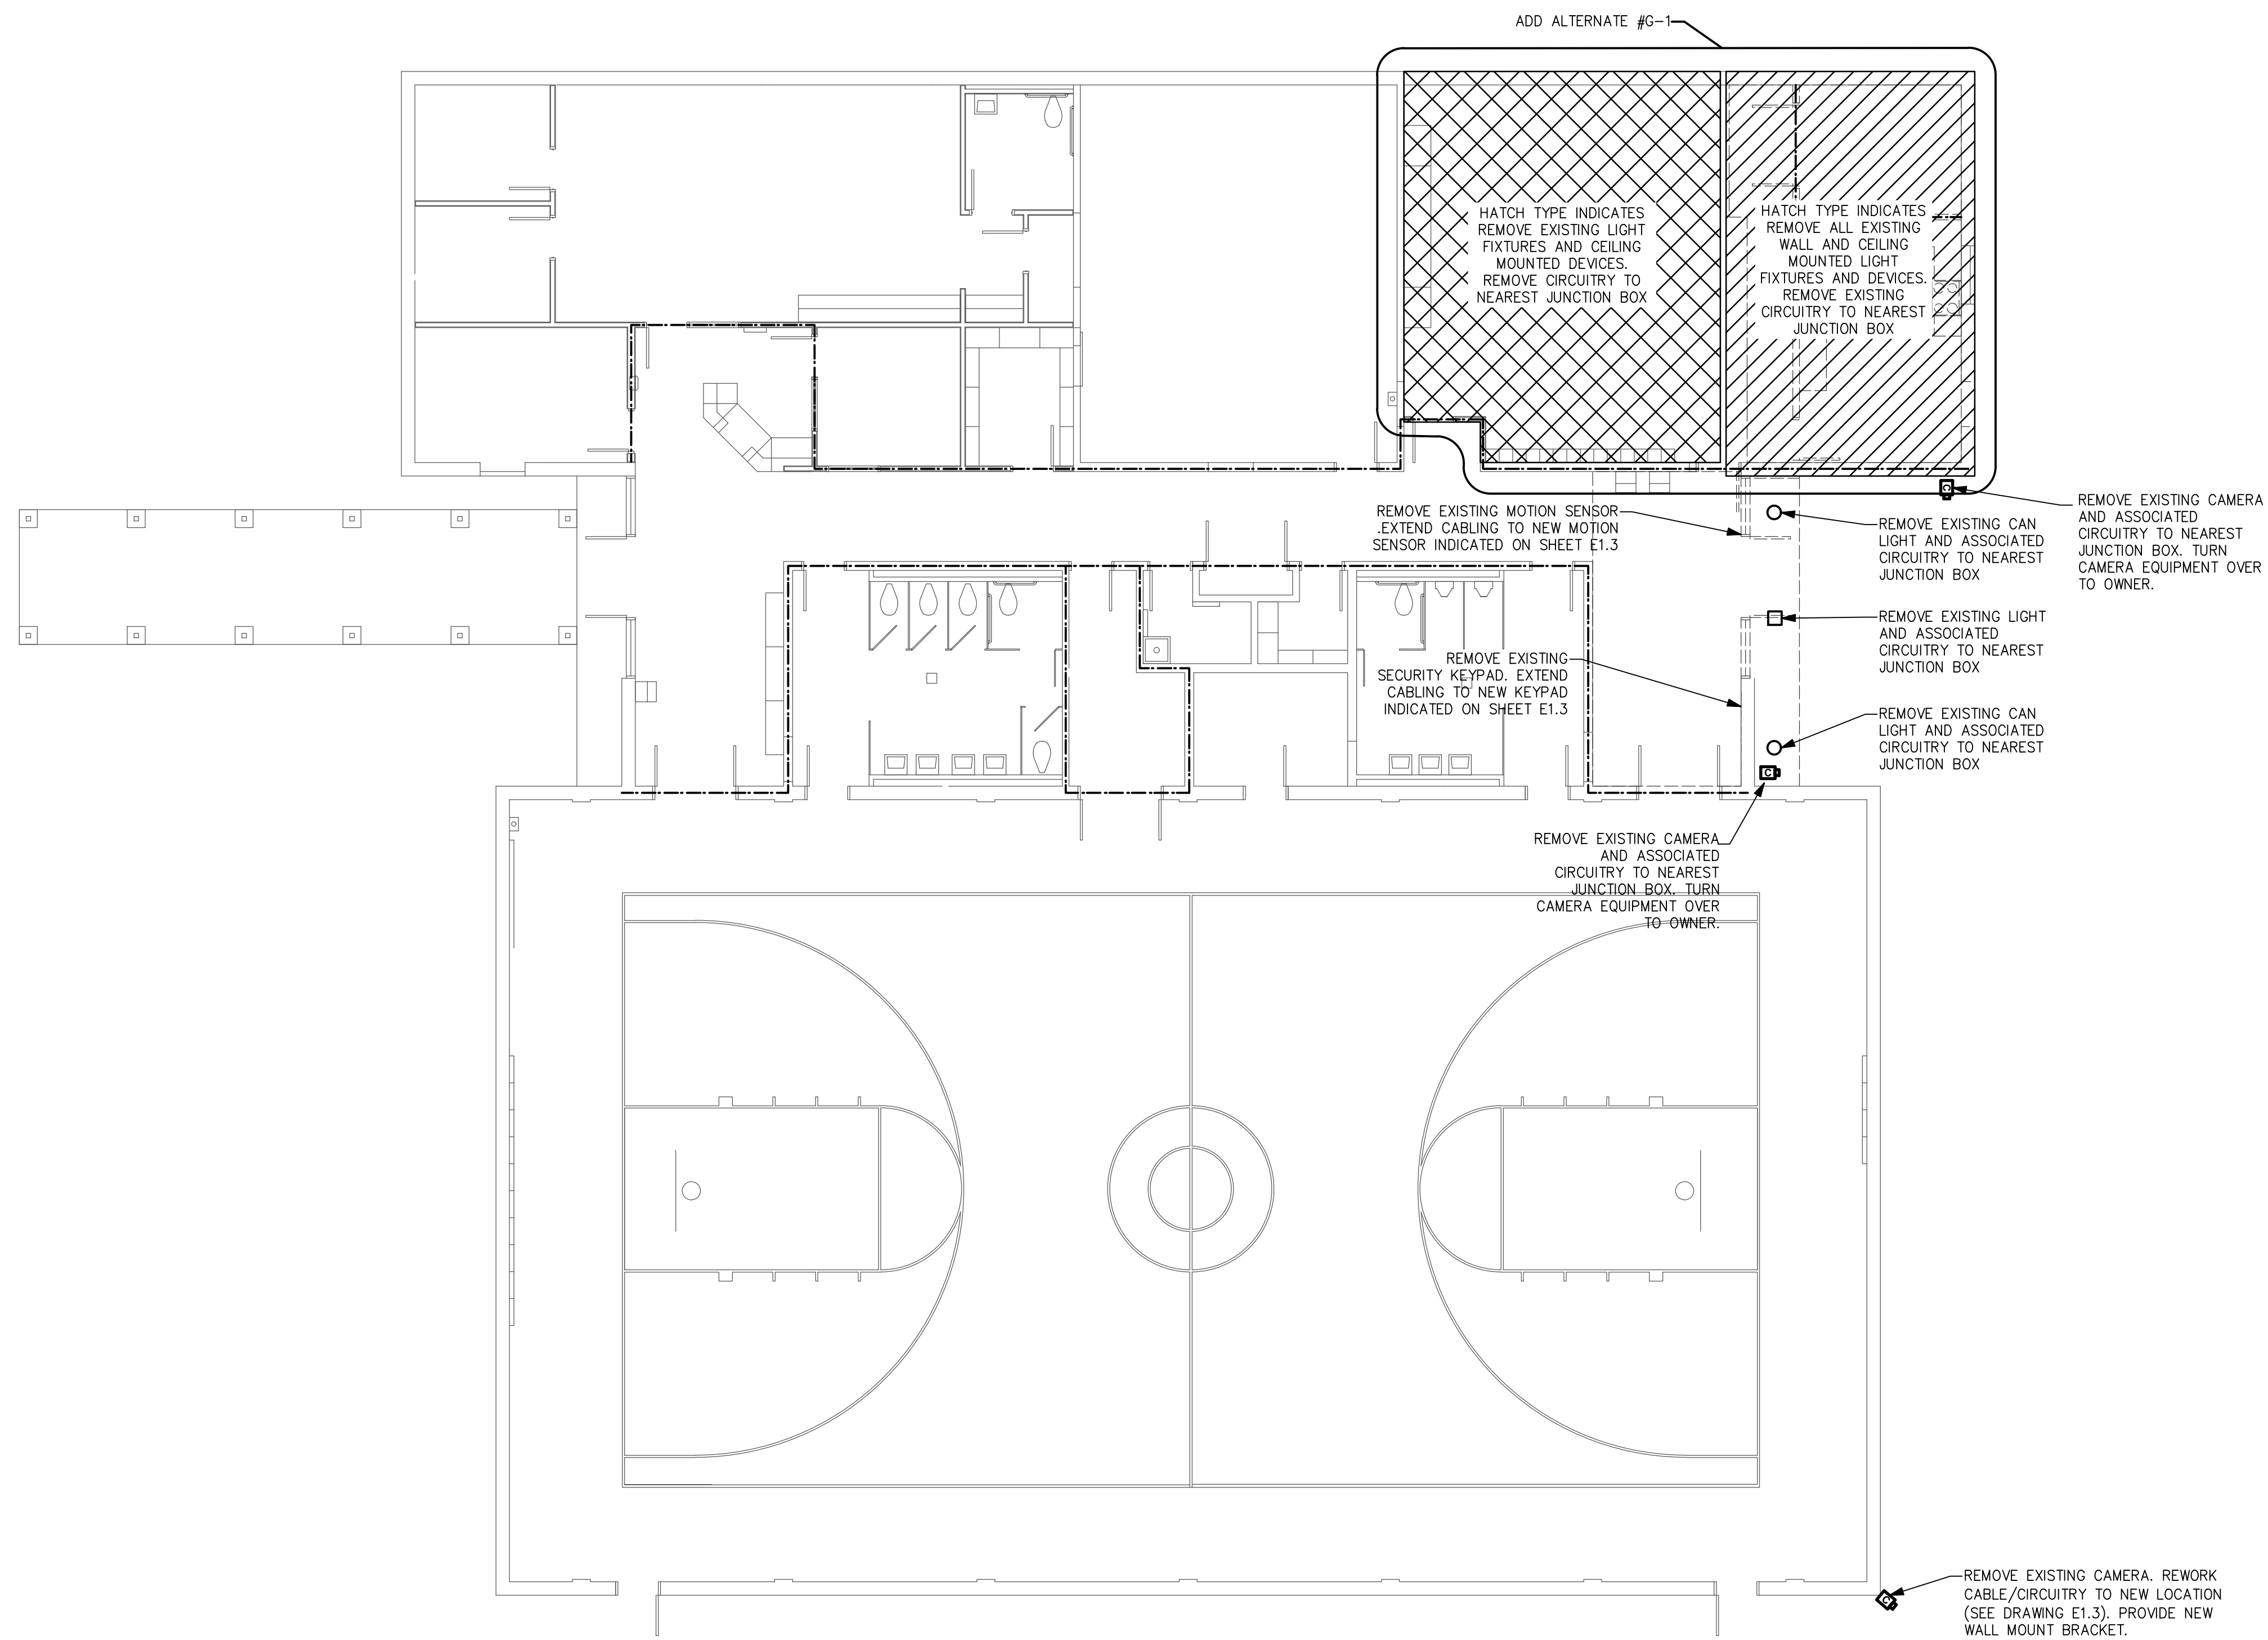 ADD ALTERNATE #G-1
HATCH TYPE INDICATES
REMOVE EXISTING LIGHT
FIXTURES AND CEILING
MOUNTED DEVICES.
REMOVE CIRCUITRY TO
NEAREST JUNCTION BOX
HATCH TYPE INDICATES
REMOVE ALL EXISTING
WALL AND CEILING
MOUNTED LIGHT
FIXTURES AND DEVICES.
REMOVE EXISTING
CIRCUITRY TO NEAREST
JUNCTION BOX
REMOVE EXISTING MOTION SENSOR
.EXTEND CABLING TO NEW MOTION
SENSOR INDICATED ON SHEET E1.3
C
REMOVE EXISTING CAMERA
AND ASSOCIATED
CIRCUITRY TO NEAREST
JUNCTION BOX. TURN
CAMERA EQUIPMENT OVER
TO OWNER.
REMOVE EXISTING CAN
LIGHT AND ASSOCIATED
CIRCUITRY TO NEAREST
JUNCTION BOX
REMOVE EXISTING LIGHT
AND ASSOCIATED
CIRCUITRY TO NEAREST
JUNCTION BOX
REMOVE EXISTING
SECURITY KEYPAD. EXTEND
CABLING TO NEW KEYPAD
INDICATED ON SHEET E1.3
REMOVE EXISTING CAN
LIGHT AND ASSOCIATED
CIRCUITRY TO NEAREST
JUNCTION BOX
C
REMOVE EXISTING CAMERA
AND ASSOCIATED
CIRCUITRY TO NEAREST
JUNCTION BOX. TURN
CAMERA EQUIPMENT OVER
TO OWNER.
C
REMOVE EXISTING CAMERA. REWORK
CABLE/CIRCUITRY TO NEW LOCATION
(SEE DRAWING E1.3). PROVIDE NEW
WALL MOUNT BRACKET.